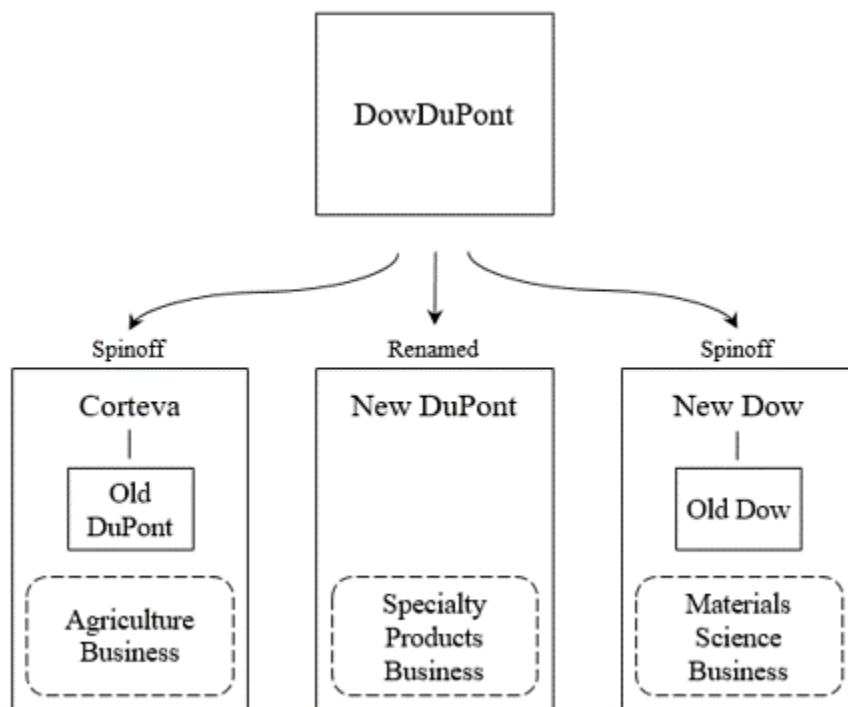 DowDuPont
Spinoff
Renamed
Spinoff
Corteva
New DuPont
New Dow
Old
DuPont
Old Dow
Agriculture
Business
Specialty
Products
Business
Materials
Science
Business